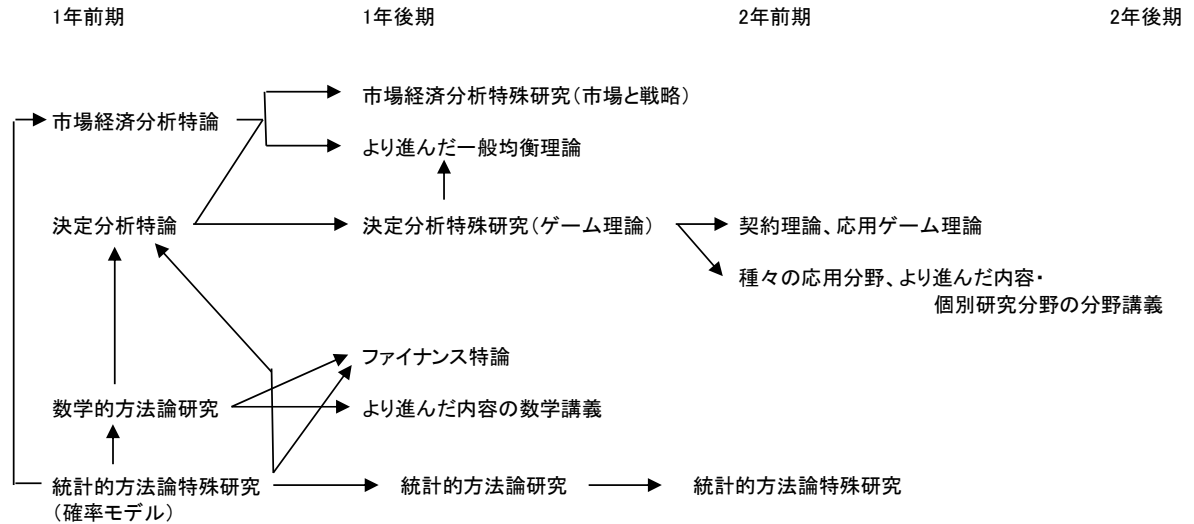 1年前期
1年後期
2年前期
2年後期
市場経済分析特殊研究(市場と戦略)
市場経済分析特論
より進んだ一般均衡理論
決定分析特論
決定分析特殊研究(ゲーム理論)
契約理論、応用ゲーム理論
種々の応用分野、より進んだ内容・
個別研究分野の分野講義
ファイナンス特論
数学的方法論研究
より進んだ内容の数学講義
統計的方法論特殊研究
(確率モデル)
統計的方法論研究
統計的方法論特殊研究